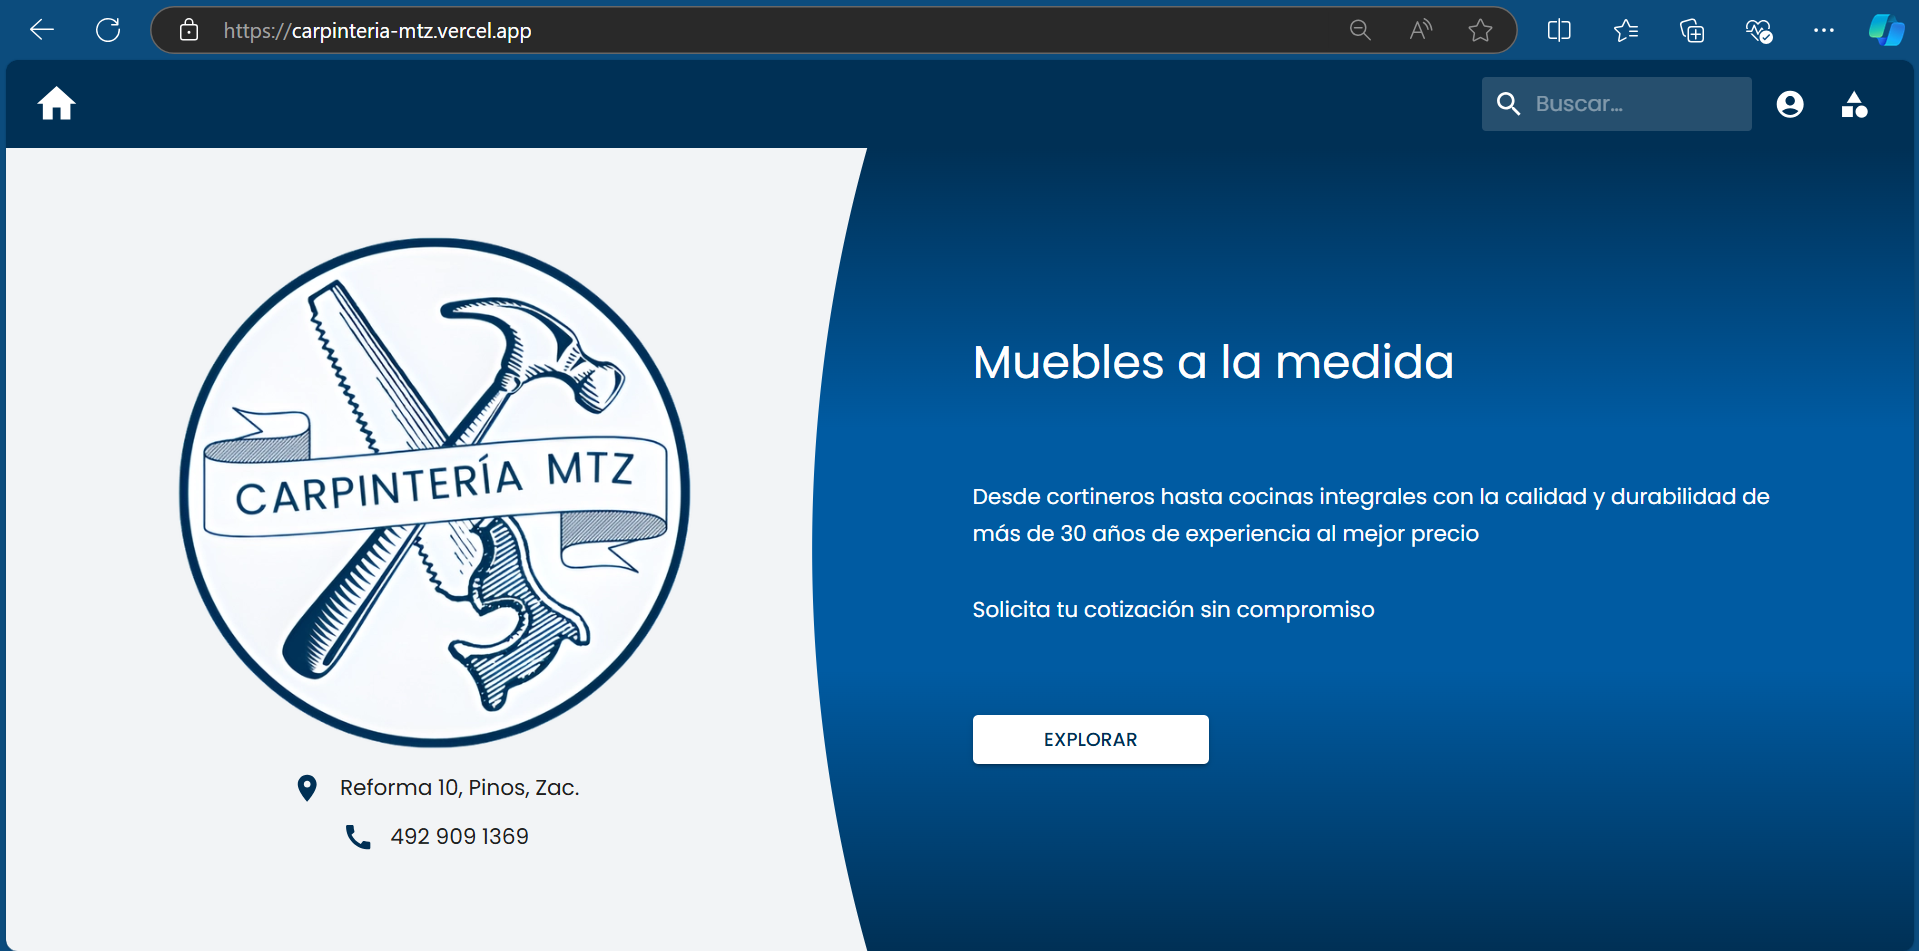 https://carpinteria-mtz.vercel.app
Buscar...
CARPINTERÍA MTZ
Reforma 10, Pinos, Zac.
492 909 1369
Muebles a la medida
Desde cortineros hasta cocinas integrales con la calidad y durabilidad de
más de 30 años de experiencia al mejor precio
Solicita tu cotización sin compromiso
EXPLORAR